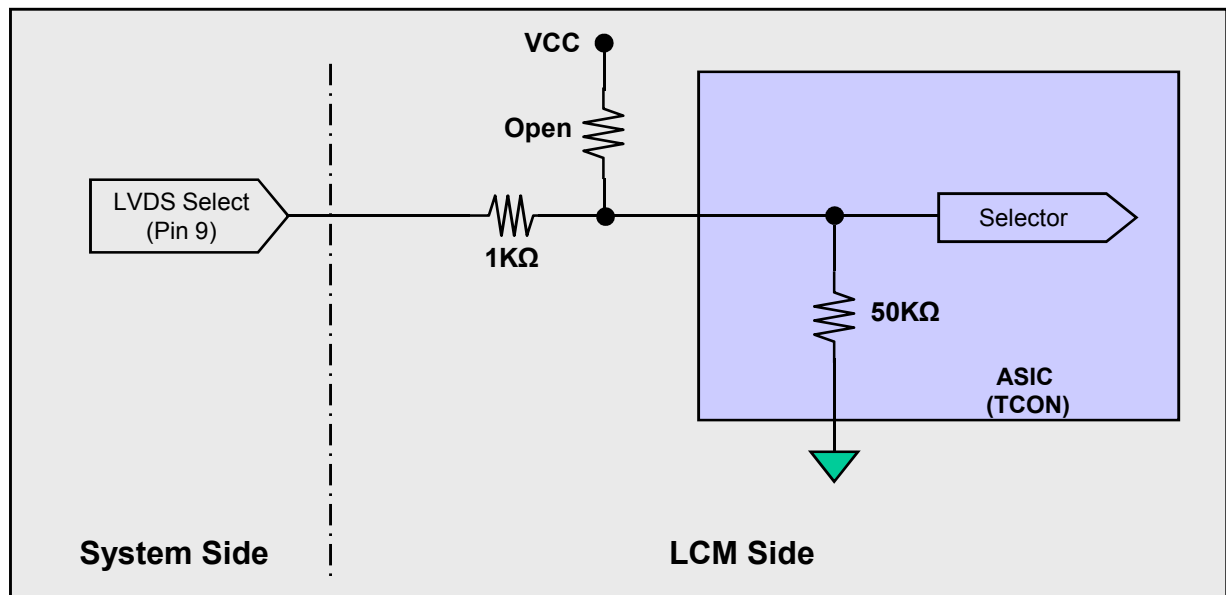 VCC
Open
LVDS Select
(Pin 9)
1KΩ
Selector
50KΩ
ASIC
(TCON)
System Side
LCM Side